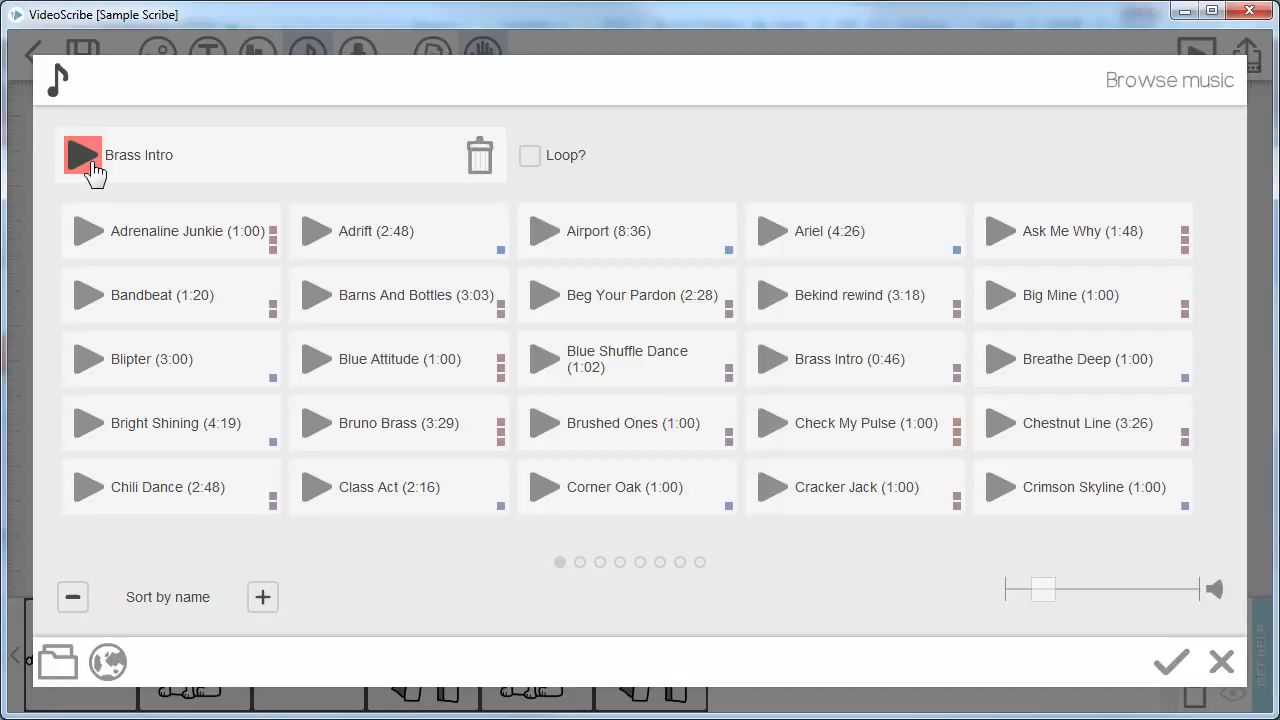 VideoScribe [Sample Scribe]
Browse music
Brass Intro
Loop?
Adrenaline Junkie (1:00)
Adrift (2:48)
Airport (8:36)
Ariel (4:26)
Ask Me Why (1:48)
Bandbeat (1:20)
Barns And Bottles (3:03)
Beg Your Pardon (2:28)
Bekind rewind (3:18)
Big Mine (1:00)
Blipter (3:00)
Blue Attitude (1:00)
Blue Shuffle Dance
(1:02)
Brass Intro (0:46)
Breathe Deep (1:00)
Bright Shining (4:19)
Bruno Brass (3:29)
Brushed Ones (1:00)
Check My Pulse (1:00)
Chestnut Line (3:26)
Chili Dance (2:48)
Class Act (2:16)
Corner Oak (1:00)
Cracker Jack (1:00)
Crimson Skyline (1:00)
Sort by name
GET HELP